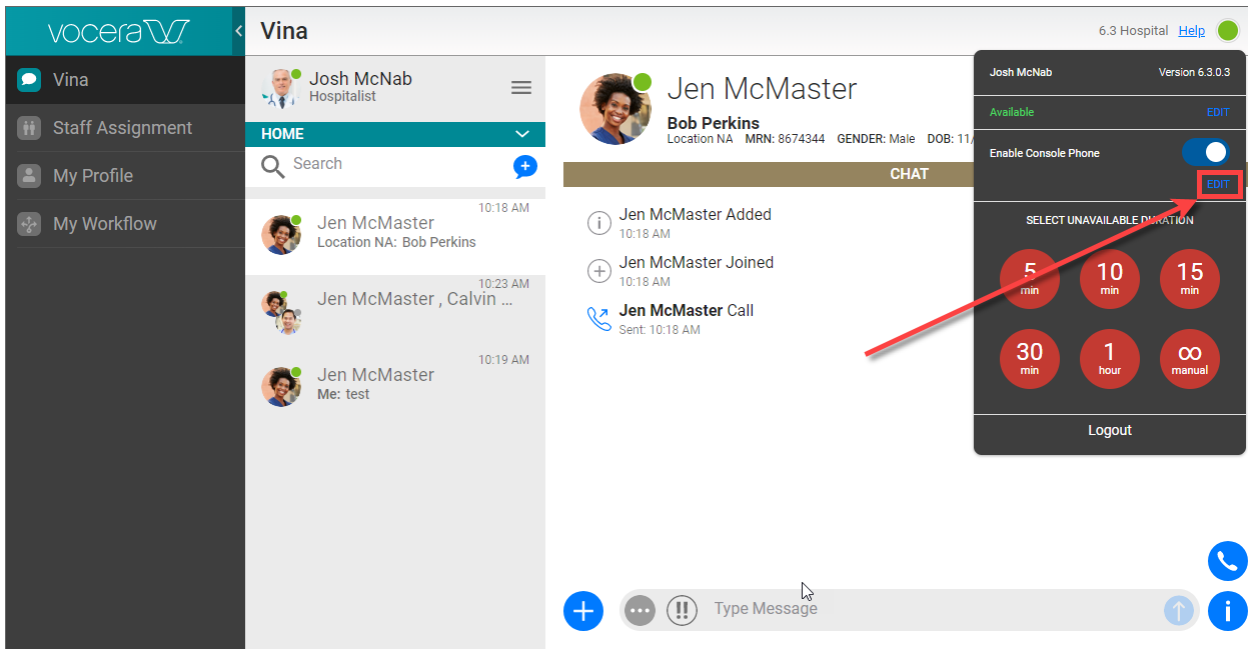 vocera
Vina
6.3 Hospital Help
Vina
Staff Assignment
My Profile
My Workflow
Josh McNab
Hospitalist
HOME
Search
10:18 AM
Jen McMaster
Location NA: Bob Perkins
10:23 AM
Jen McMaster , Calvin ...
10:19 AM
Jen McMaster
Me: test
Jen McMaster
Bob Perkins
Location NA MRN: 8674344 GENDER: Male DOB: 11/
CHAT
Jen McMaster Added
10:18 AM
Jen McMaster Joined
10:18 AM
Jen McMaster Call
Sent: 10:18 AM
Type Message
Josh McNab Version 6.3.0.3
Available EDIT
Enable Console Phone
EDIT
SELECT UNAVAILABLE DURATION
5 10 15
min min min
30 1 ∞
min hour manual
Logout